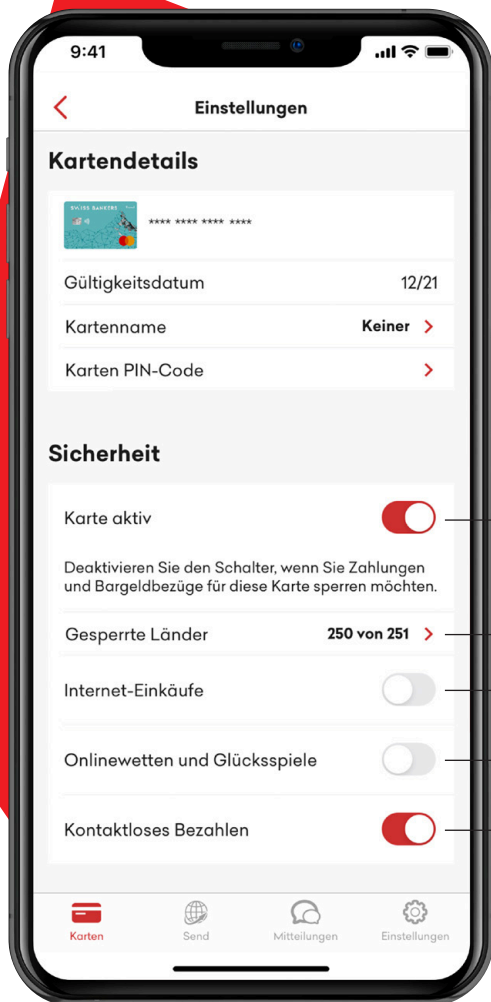 9:41
Einstellungen
Kartendetails
SWISS BANKERS
**** **** **** ****
Gültigkeitsdatum 12/21
Kartenname Keiner
Karten PIN-Code
Sicherheit
Karte aktiv
Deaktivieren Sie den Schalter, wenn Sie Zahlungen
und Bargeldbezüge für diese Karte sperren möchten.
Gesperrte Länder 250 von 251
Internet-Einkäufe
Onlinewetten und Glücksspiele
Kontaktloses Bezahlen
Karten Send Mitteilungen Einstellungen